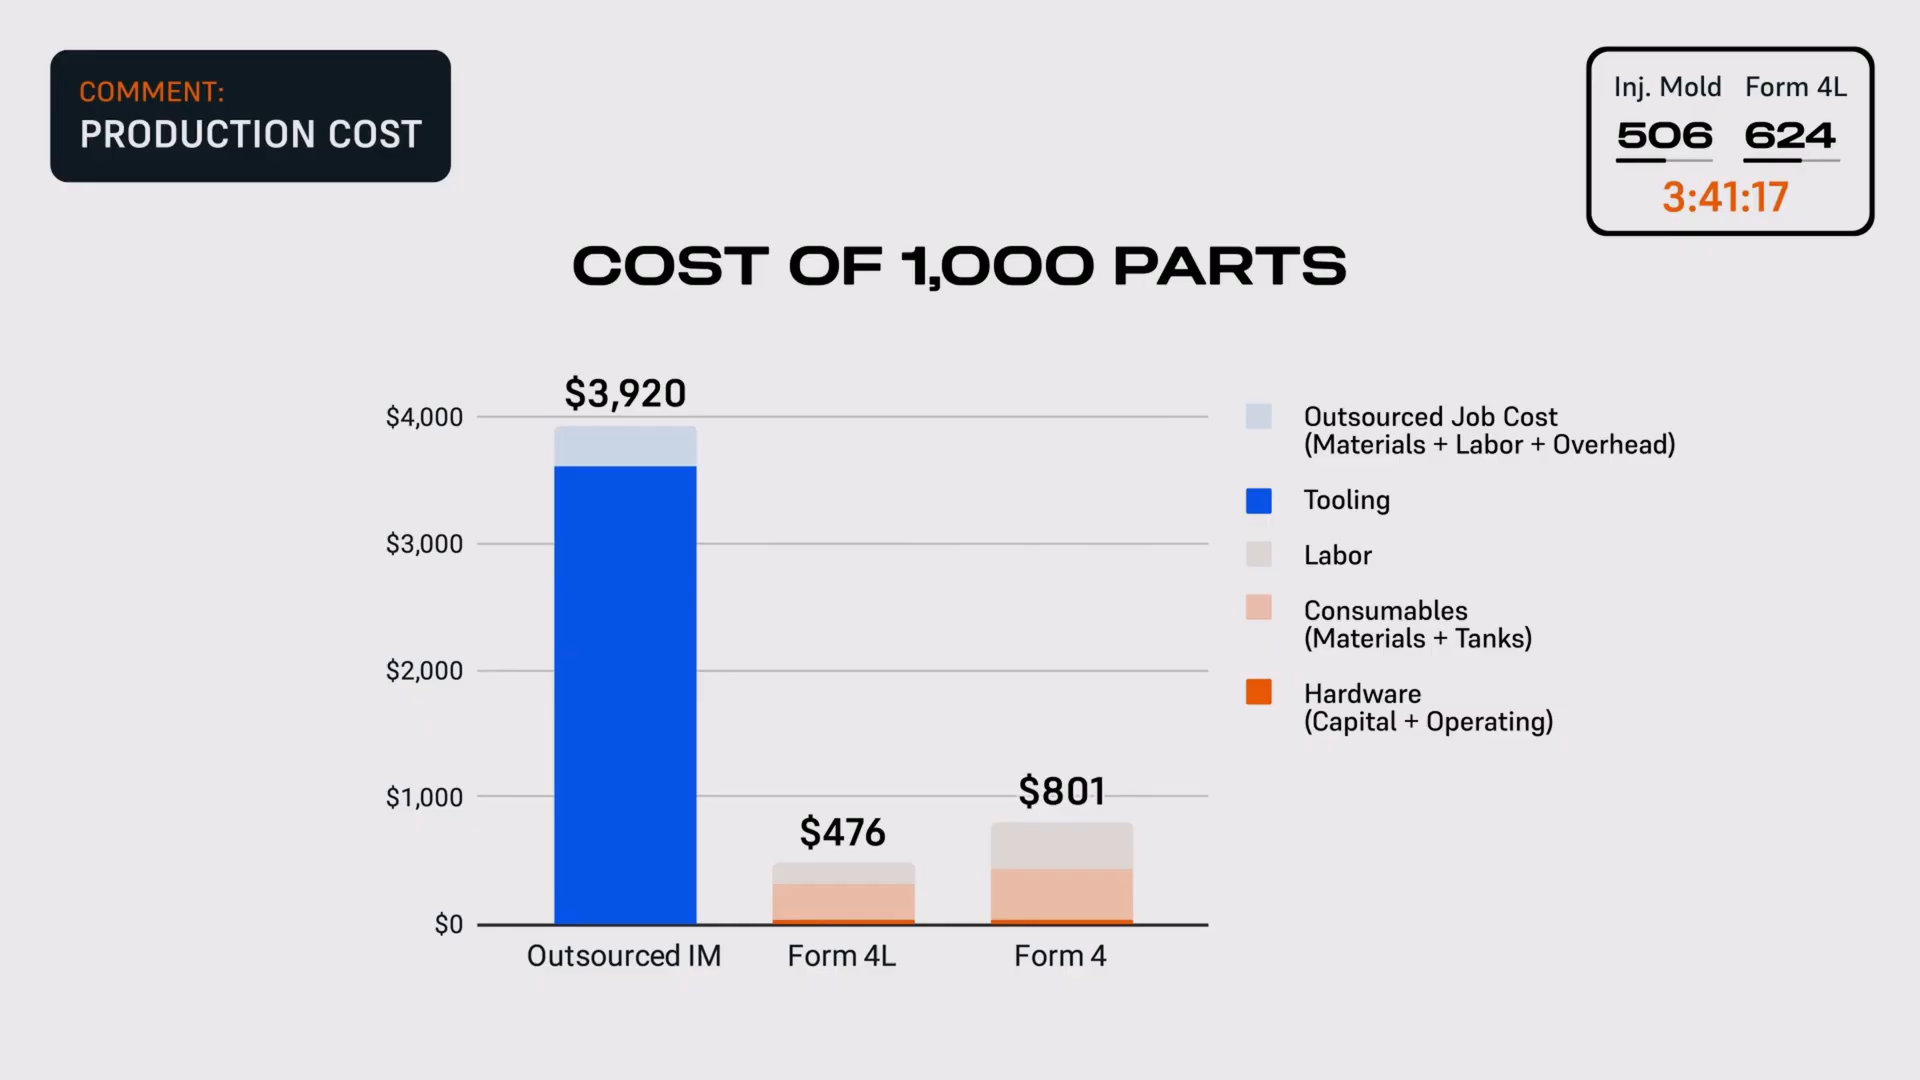 COMMENT:
PRODUCTION COST
Inj. Mold Form 4L
506 624
3:41:17
COST OF 1,000 PARTS
$4,000
$3,000
$2,000
$1,000
$0
$3,920
$476
$801
Outsourced IM
Form 4L
Form 4
Outsourced Job Cost
(Materials + Labor + Overhead)
Tooling
Labor
Consumables
(Materials + Tanks)
Hardware
(Capital + Operating)